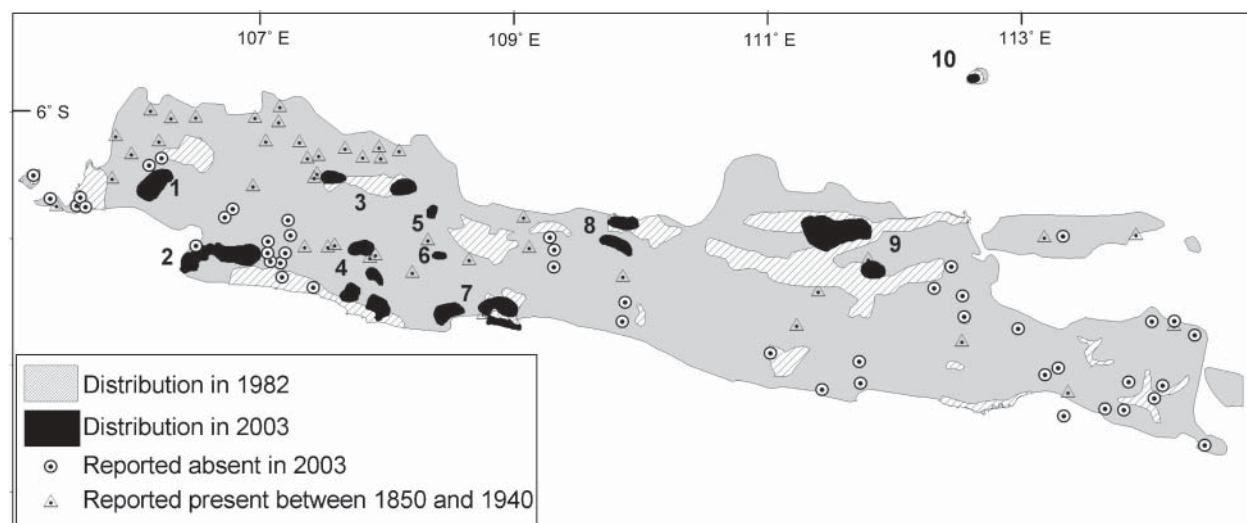 107° E
109° E
111° E
113° E
10
6° S
1
3
5
8
2
6
9
4
7
Distribution in 1982
Distribution in 2003
Reported absent in 2003
Reported present between 1850 and 1940